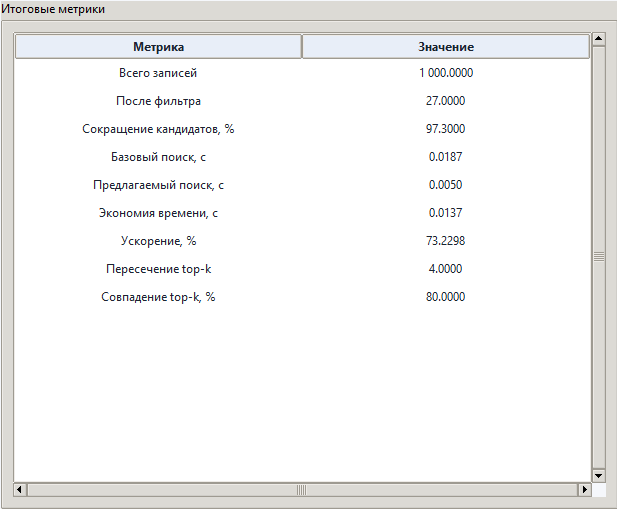 Итоговые метрики
Метрика Значение
Всего записей 1 000.0000
После фильтра 27.0000
Сокращение кандидатов, % 97.3000
Базовый поиск, с 0.0187
Предлагаемый поиск, с 0.0050
Экономия времени, с 0.0137
Ускорение, % 73.2298
Пересечение top-k 4.0000
Совпадение top-k, % 80.0000